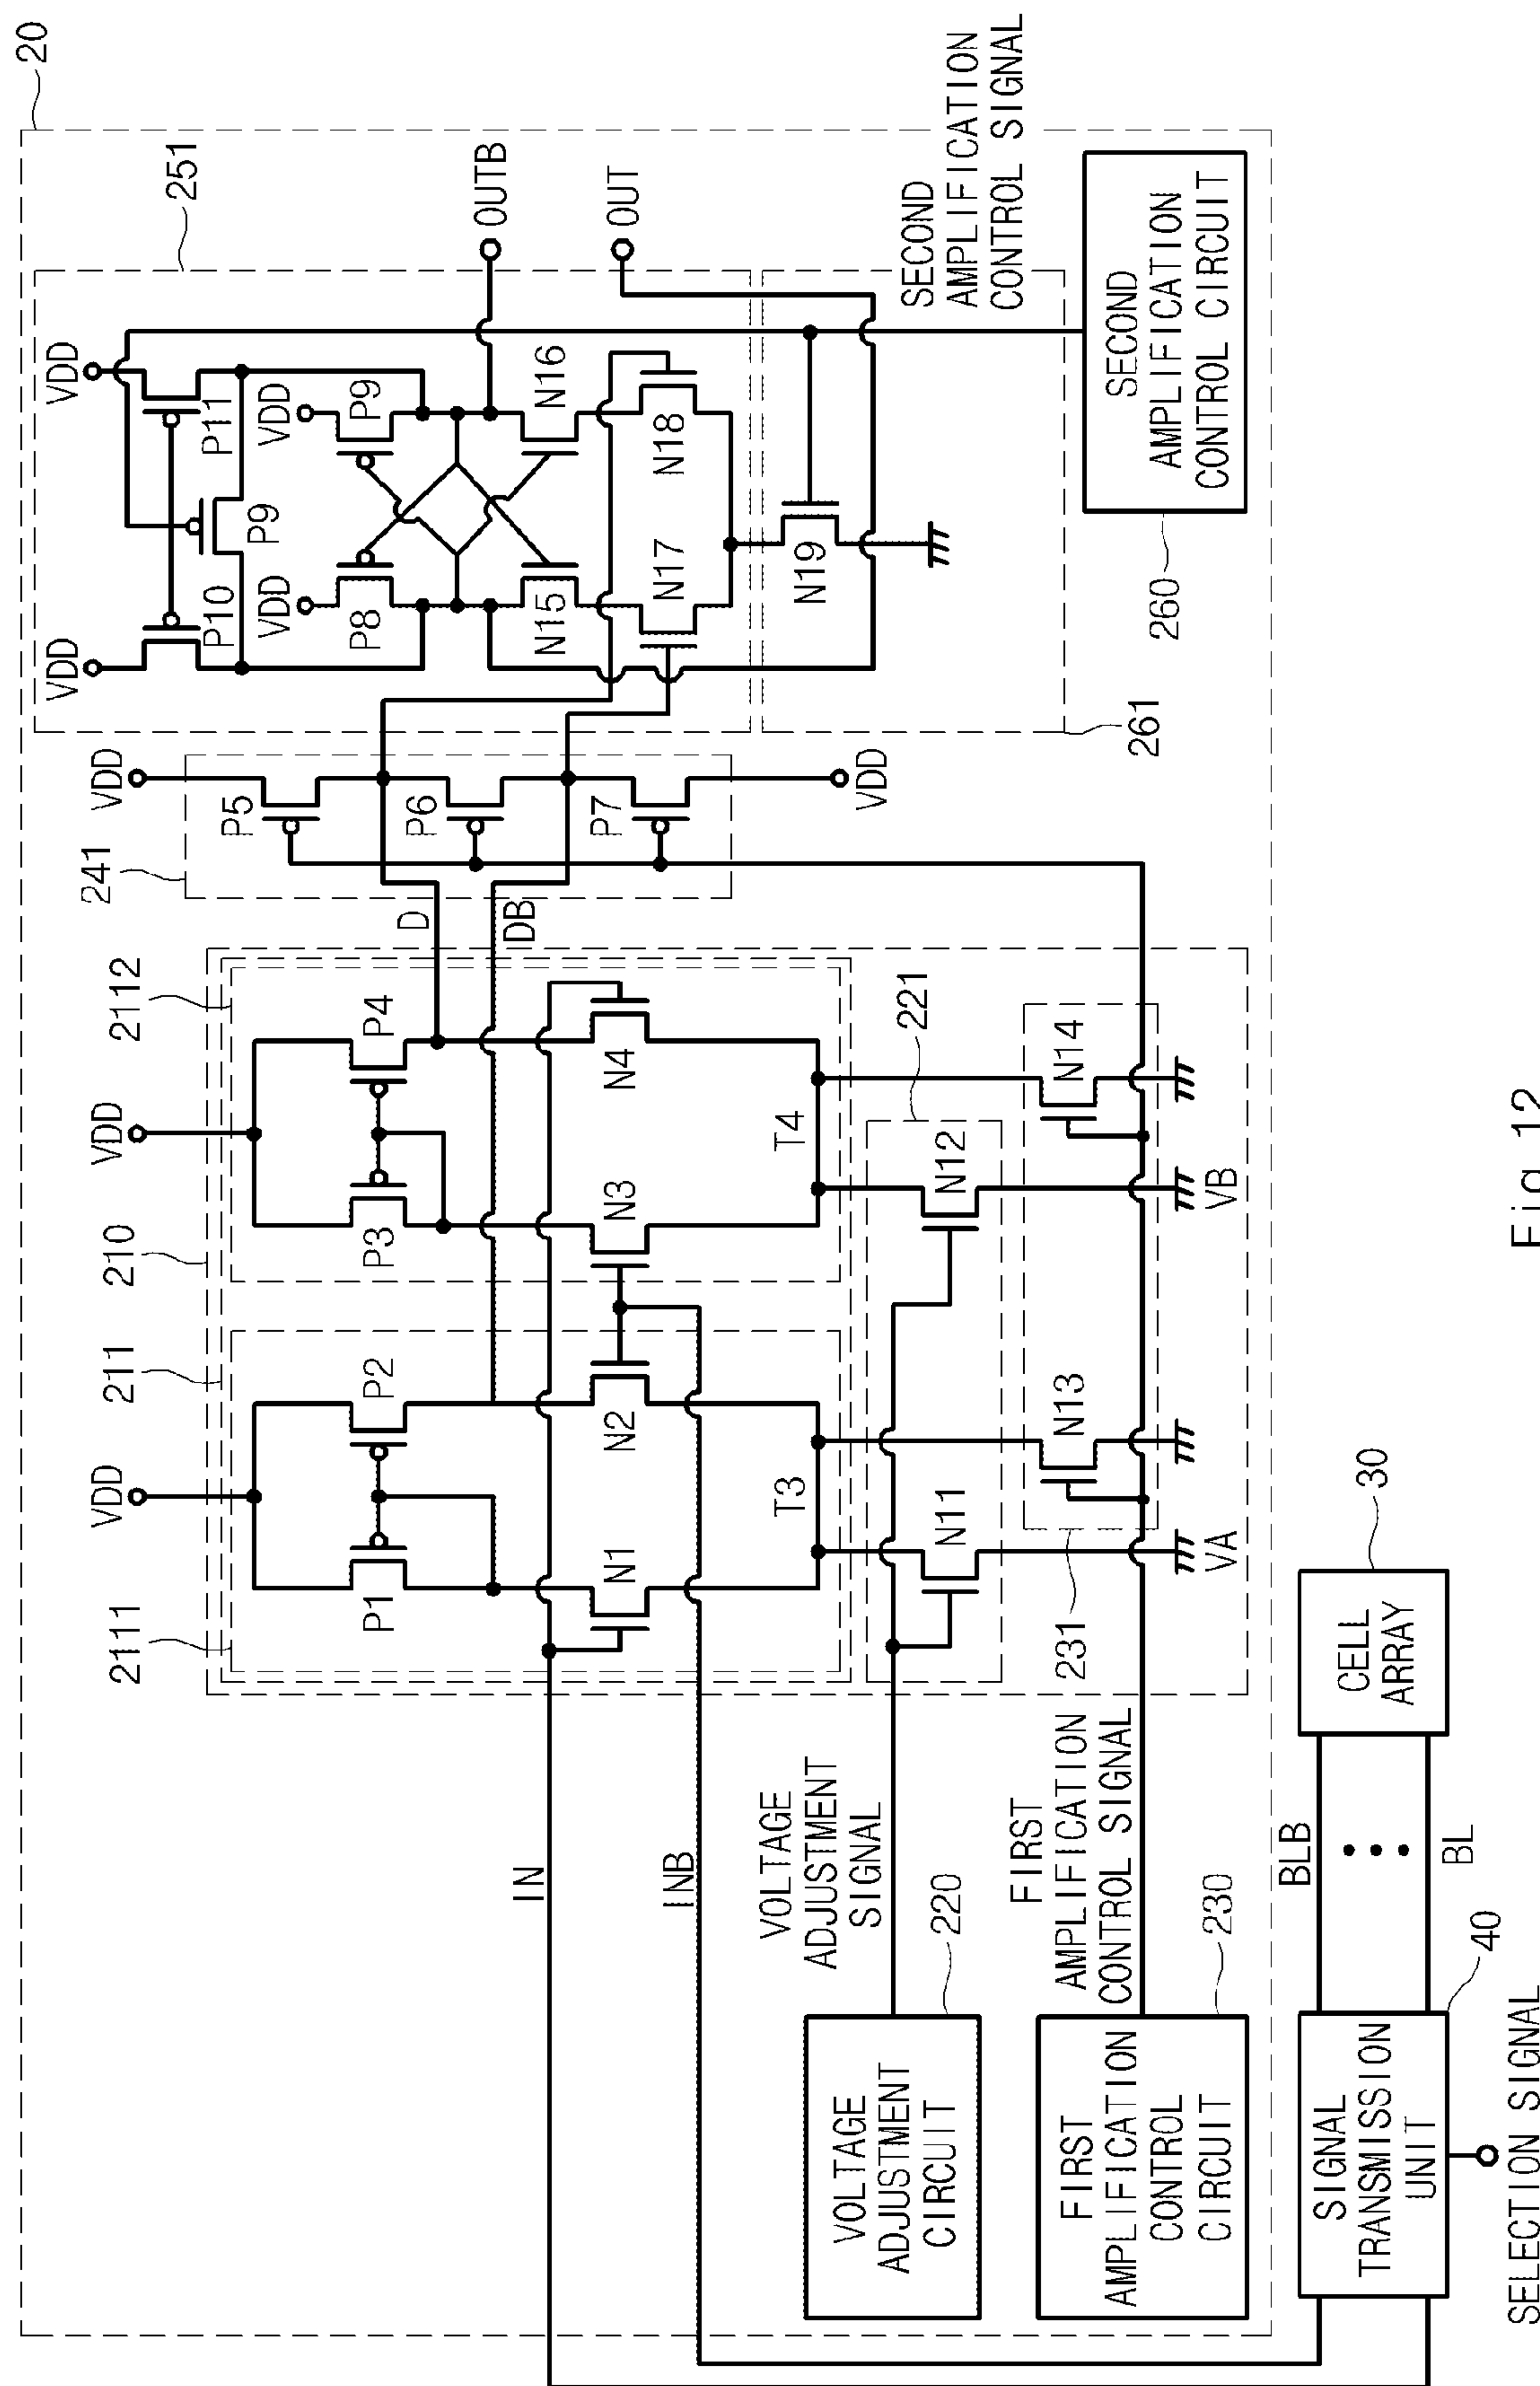 20
VDD
VDD
251
P10
P11
P9
VDD
VDD
P8
P9
OUTB
OUT
N15
N16
N17
N18
N19
SECOND
AMPLIFICATION
CONTROL SIGNAL
SECOND
AMPLIFICATION
CONTROL CIRCUIT
260
261
241
VDD
P5
P6
P7
VDD
D
DB
2111
211
210
2112
VDD
VDD
P1
P2
P3
P4
N1
N2
N3
N4
T3
T4
221
N11
N12
N13
N14
231
VA
VB
IN
INB
VOLTAGE
ADJUSTMENT
SIGNAL
220
VOLTAGE
ADJUSTMENT
CIRCUIT
FIRST
AMPLIFICATION
CONTROL SIGNAL
230
FIRST
AMPLIFICATION
CONTROL
CIRCUIT
SIGNAL
TRANSMISSION
UNIT
40
SELECTION SIGNAL
BLB
BL
CELL
ARRAY
30
Fig. 12